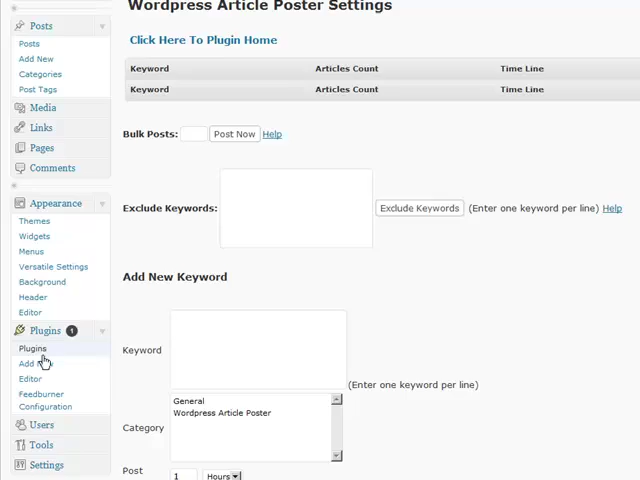 Wordpress Article Poster Settings
Posts
Click Here To Plugin Home
Posts
Add New
Categories
Post Tags
Keyword Articles Count Time Line
Keyword Articles Count Time Line
Media
Links
Pages
Comments
Bulk Posts: Post Now Help
Appearance
Themes
Widgets
Menus
Versatile Settings
Background
Header
Editor
Exclude Keywords: Exclude Keywords (Enter one keyword per line) Help
Add New Keyword
Plugins 1
Plugins
Add
Editor
Feedburner
Configuration
Keyword
(Enter one keyword per line)
Category
General
Wordpress Article Poster
Users
Tools
Settings
Post
1 Hours